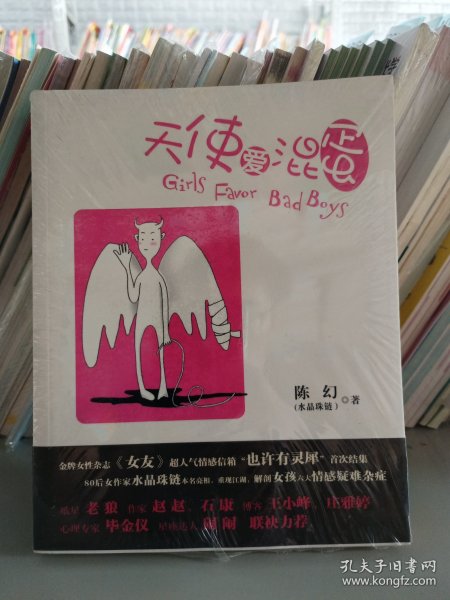 天使爱混蛋
Girls Favor Bad Boys
陈幻
(水晶珠链) 著
金牌女性杂志《女友》超人气情感信箱“也许有灵犀”首次结集
80后女作家水晶珠链本名亮相，重现江湖，解剖女孩六大情感疑难杂症
歌星 老狼 作家 赵赵、石康 博客 王小峰、庄雅婷
心理专家 毕金仪 星座达人 闹闹 联袂力荐
孔夫子旧书网
book.kongfz.com